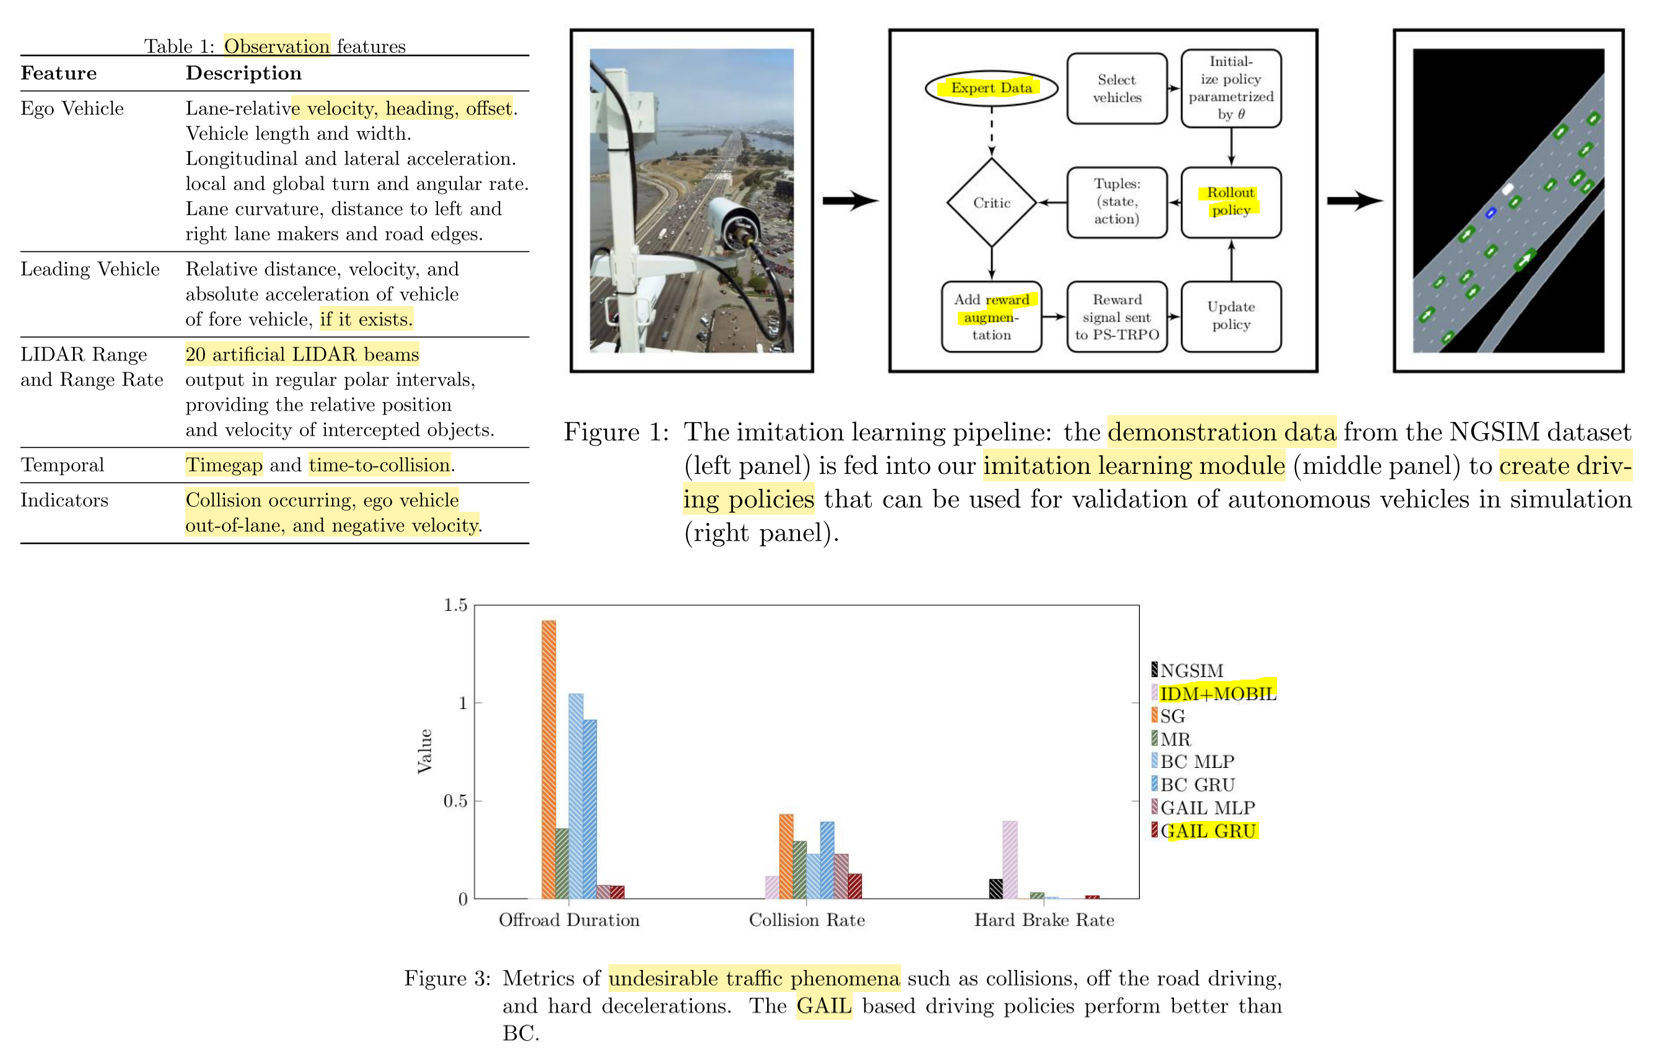 Table 1: Observation features
Feature Description
Ego Vehicle Lane-relative velocity, heading, offset.
Vehicle length and width.
Longitudinal and lateral acceleration.
local and global turn and angular rate.
Lane curvature, distance to left and
right lane makers and road edges.
Leading Vehicle Relative distance, velocity, and
absolute acceleration of vehicle
of fore vehicle, if it exists.
LIDAR Range 20 artificial LIDAR beams
and Range Rate output in regular polar intervals,
providing the relative position
and velocity of intercepted objects.
Temporal Timegap and time-to-collision.
Indicators Collision occurring, ego vehicle
out-of-lane, and negative velocity.
Expert Data
Select
vehicles
Initial-
ize policy
parametrized
by θ
Critic
Tuples:
(state,
action)
Rollout
policy
Add reward
augmen-
tation
Reward
signal sent
to PS-TRPO
Update
policy
Figure 1: The imitation learning pipeline: the demonstration data from the NGSIM dataset
(left panel) is fed into our imitation learning module (middle panel) to create driv-
ing policies that can be used for validation of autonomous vehicles in simulation
(right panel).
1.5
1
0.5
0
Value
Offroad Duration
Collision Rate
Hard Brake Rate
NGSIM
IDM+MOBIL
SG
MR
BC MLP
BC GRU
GAIL MLP
GAIL GRU
Figure 3: Metrics of undesirable traffic phenomena such as collisions, off the road driving,
and hard decelerations. The GAIL based driving policies perform better than
BC.